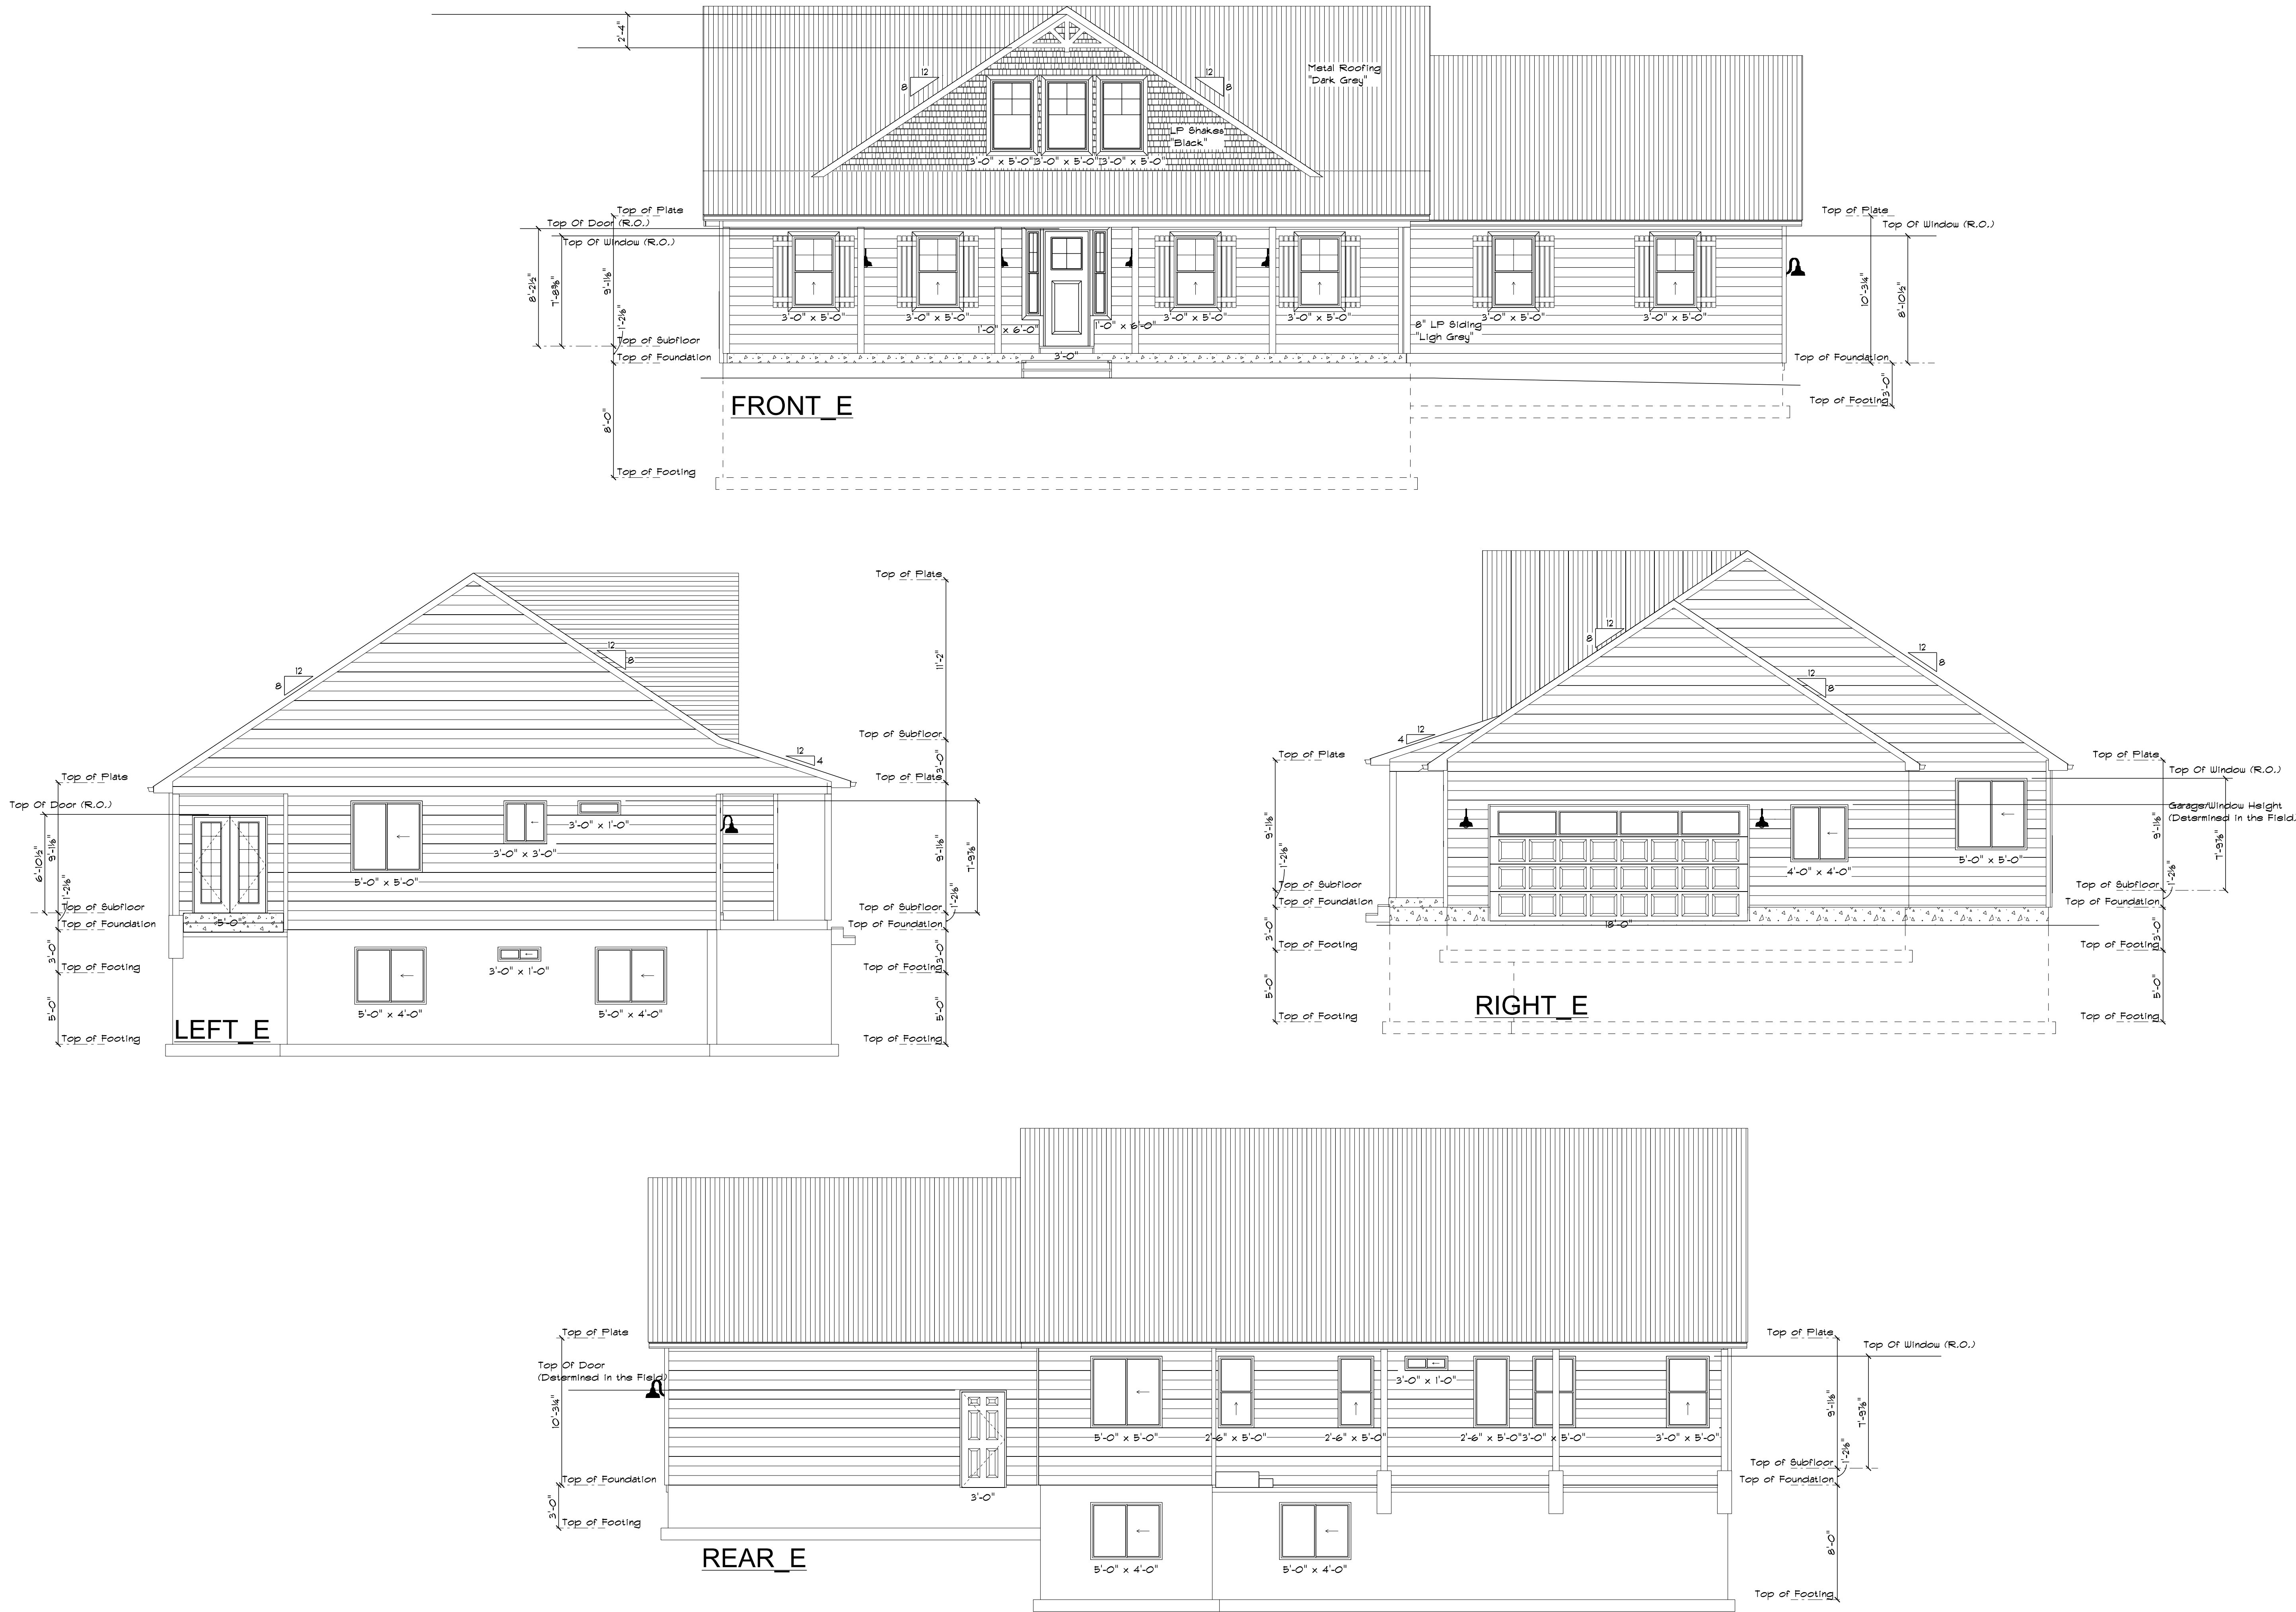 2'-4"
12
8
12
8
Metal Roofing
"Dark Grey"
LP Shakes
"Black"
3'-0" x 5'-0"
3'-0" x 5'-0"
3'-0" x 5'-0"
Top of Plate
Top Of Door (R.O.)
Top Of Window (R.O.)
8'-2½"
7'-8⅝"
9'-1⅛"
1'-2⅛"
Top of Subfloor
Top of Foundation
8'-0"
Top of Footing
3'-0" x 5'-0"
3'-0" x 5'-0"
1'-0" x 6'-0"
3'-0"
1'-0" x 6'-0"
3'-0" x 5'-0"
3'-0" x 5'-0"
8" LP Siding
"Ligh Grey"
3'-0" x 5'-0"
3'-0" x 5'-0"
Top of Plate
Top Of Window (R.O.)
10'-3¼"
8'-10½"
Top of Foundation
3'-0"
Top of Footing
FRONT_E
12
8
12
8
12
4
Top of Plate
Top Of Door (R.O.)
6'-10½"
9'-1⅛"
1'-2⅛"
Top of Subfloor
Top of Foundation
3'-0"
Top of Footing
5'-0"
Top of Footing
5'-0"
5'-0" x 5'-0"
3'-0" x 3'-0"
3'-0" x 1'-0"
5'-0" x 4'-0"
3'-0" x 1'-0"
5'-0" x 4'-0"
Top of Plate
11'-2"
Top of Subfloor
3'-0"
Top of Plate
9'-1⅛"
7'-9⅞"
1'-2⅛"
Top of Subfloor
Top of Foundation
3'-0"
Top of Footing
5'-0"
Top of Footing
LEFT_E
12
8
12
8
12
8
12
4
Top of Plate
9'-1⅛"
1'-2⅛"
Top of Subfloor
Top of Foundation
3'-0"
Top of Footing
5'-0"
Top of Footing
18'-0"
4'-0" x 4'-0"
5'-0" x 5'-0"
Top of Plate
Top Of Window (R.O.)
Garage/Window Height
(Determined in the Field.
9'-1⅛"
7'-9⅞"
1'-2⅛"
Top of Subfloor
Top of Foundation
3'-0"
Top of Footing
5'-0"
Top of Footing
RIGHT_E
Top of Plate
Top Of Door
(Determined in the Field)
10'-3¼"
Top of Foundation
3'-0"
Top of Footing
3'-0"
5'-0" x 5'-0"
2'-6" x 5'-0"
2'-6" x 5'-0"
3'-0" x 1'-0"
2'-6" x 5'-0"
3'-0" x 5'-0"
3'-0" x 5'-0"
5'-0" x 4'-0"
5'-0" x 4'-0"
Top of Plate
Top Of Window (R.O.)
9'-1⅛"
7'-9⅞"
1'-2⅛"
Top of Subfloor
Top of Foundation
8'-0"
Top of Footing
REAR_E